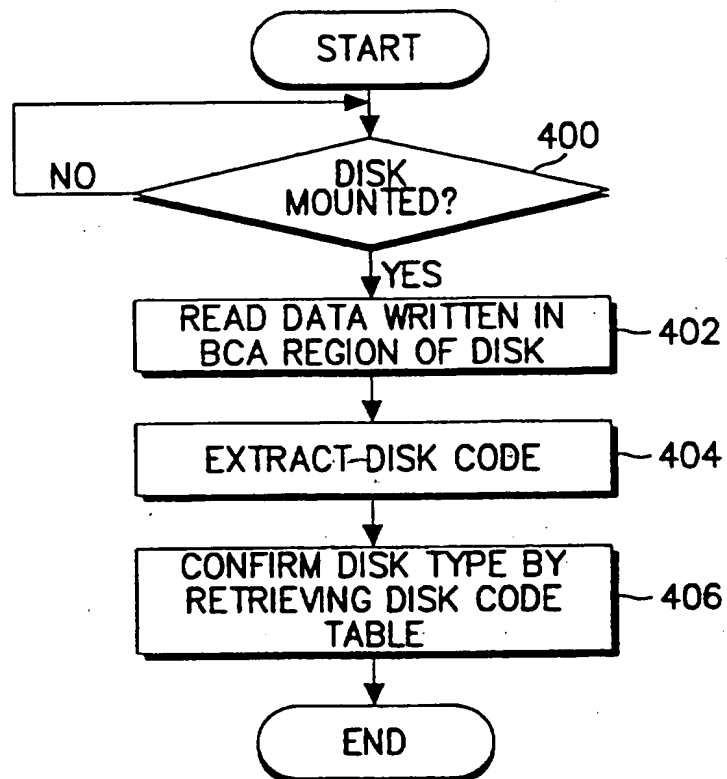 START
400
DISK
MOUNTED?
NO
YES
READ DATA WRITTEN IN
BCA REGION OF DISK
402
EXTRACT DISK CODE
404
CONFIRM DISK TYPE BY
RETRIEVING DISK CODE
TABLE
406
END